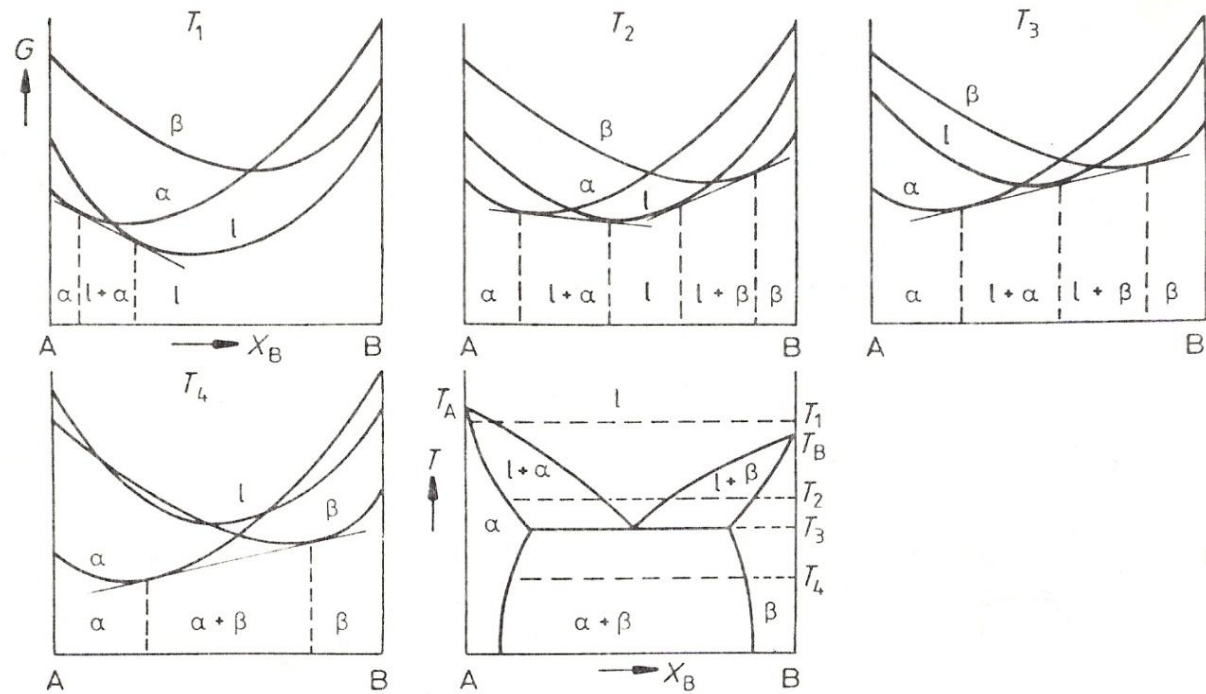 T₁
G
β
α
l
α
l + α
l
A
X_B
B
T₂
β
α
l
α
l + α
l
l + β
β
A
B
T₃
β
l
α
α
l + α
l + β
β
A
B
T₄
l
β
α
α
α + β
β
A
B
T_A
l
T₁
T_B
T
l + α
l + β
T₂
α
T₃
T₄
α + β
β
A
X_B
B